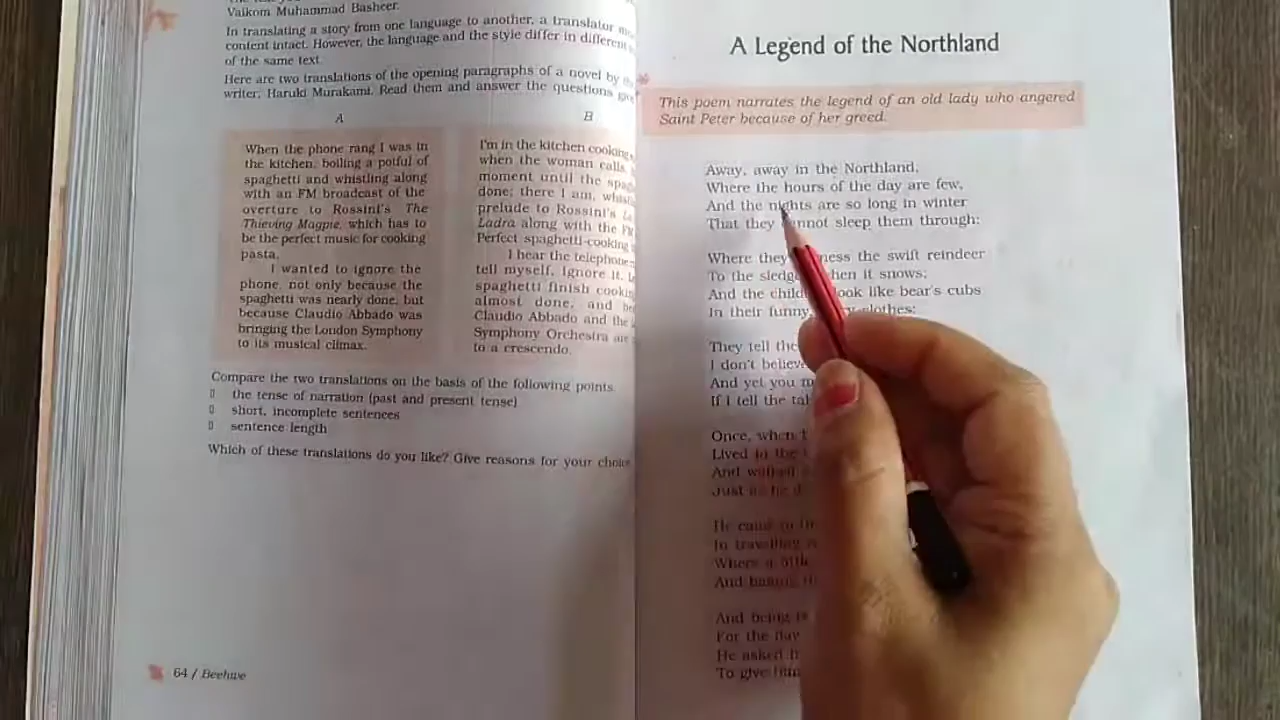 Vaikom Muhammad Basheer.
In translating a story from one language to another, a translator
content intact. However, the language and the style differ in different
of the same text.
Here are two translations of the opening paragraphs of a novel by
writer, Haruki Murakami. Read them and answer the questions
A
When the phone rang I was in
the kitchen, boiling a potful of
spaghetti and whistling along
with an FM broadcast of the
overture to Rossini's The
Thieving Magpie, which has to
be the perfect music for cooking
pasta.
I wanted to ignore the
phone, not only because the
spaghetti was nearly done, but
because Claudio Abbado was
bringing the London Symphony
to its musical climax.
B
I'm in the kitchen cooking
when the woman calls.
moment until the
done; there I am,
prelude to Rossini's
Ladra along with the
Perfect spaghetti-cooking
I hear the telephone
tell myself. Ignore it.
spaghetti finish
almost done, and
Claudio Abbado and the
Symphony Orchestra are
to a crescendo.
Compare the two translations on the basis of the following points.
the tense of narration (past and present tense)
short, incomplete sentences
sentence length
Which of these translations do you like? Give reasons for your choice
64 / Beehive
A Legend of the Northland
This poem narrates the legend of an old lady who angered
Saint Peter because of her greed.
Away, away in the Northland,
Where the hours of the day are few,
And the nights are so long in winter
That they cannot sleep them through;
Where they the swift reindeer
To the when it snows;
And the look like bear's cubs
In their funny, clothes:
They tell
I don't
And yet you
If I tell the
Once, when
Lived in the
And walked
Just as he
He came
In travelling
Where a
And baking
And being
For the day
He asked
To give him